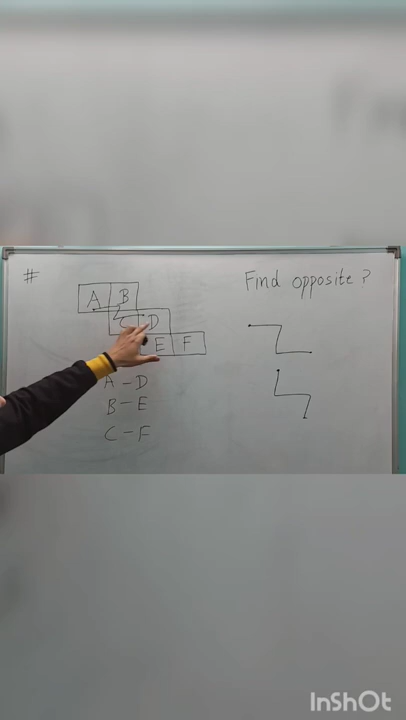 #
Find opposite ?
A B
C D
E F
A - D
B - E
C - F
InShOt